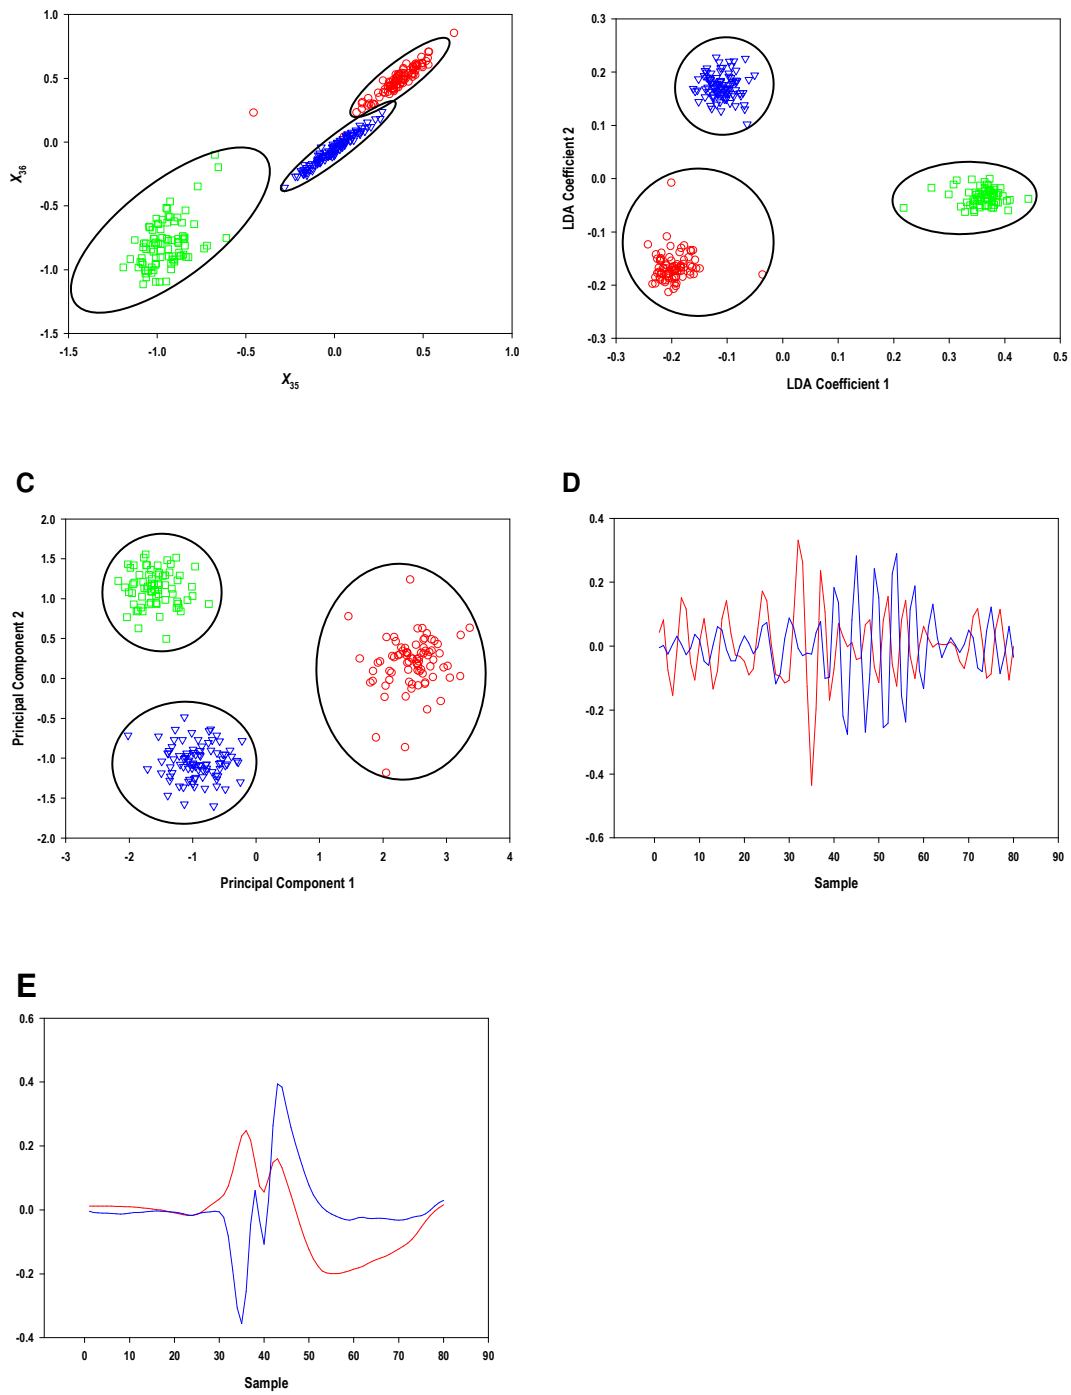 1.0
0.5
0.0
-0.5
-1.0
-1.5
X36
-1.5 -1.0 -0.5 0.0 0.5 1.0
X35
0.3
0.2
0.1
0.0
-0.1
-0.2
-0.3
LDA Coefficient 2
-0.3 -0.2 -0.1 0.0 0.1 0.2 0.3 0.4 0.5
LDA Coefficient 1
C
2.0
1.5
1.0
0.5
0.0
-0.5
-1.0
-1.5
-2.0
Principal Component 2
-3 -2 -1 0 1 2 3 4
Principal Component 1
D
0.4
0.2
0.0
-0.2
-0.4
-0.6
0 10 20 30 40 50 60 70 80 90
Sample
E
0.6
0.4
0.2
0.0
-0.2
-0.4
0 10 20 30 40 50 60 70 80 90
Sample